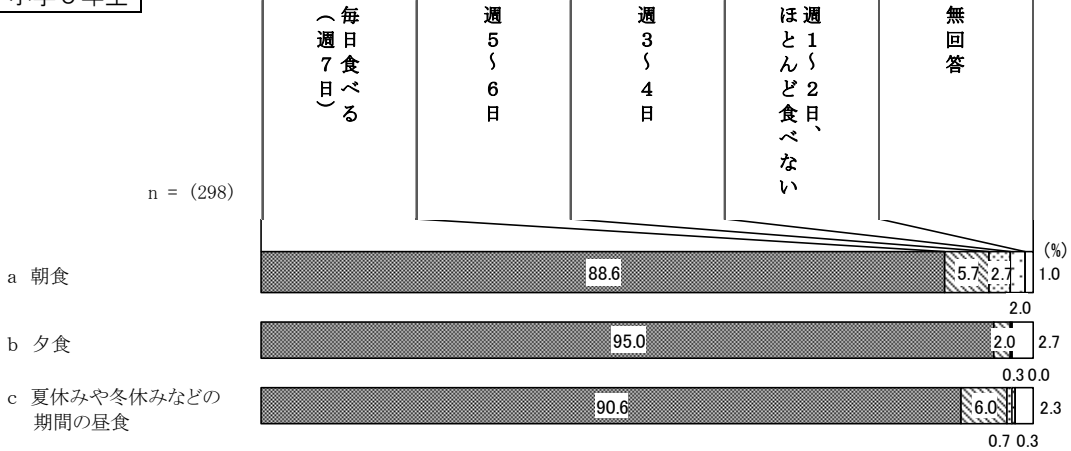 毎日食べる
（週７日）
週５～６日
週３～４日
週１～２日、
ほとんど食べない
無回答
n = (298)
(%)
a 朝食
88.6
5.7
2.7
1.0
2.0
b 夕食
95.0
2.0
2.7
0.3
0.0
c 夏休みや冬休みなどの
期間の昼食
90.6
6.0
2.3
0.7
0.3